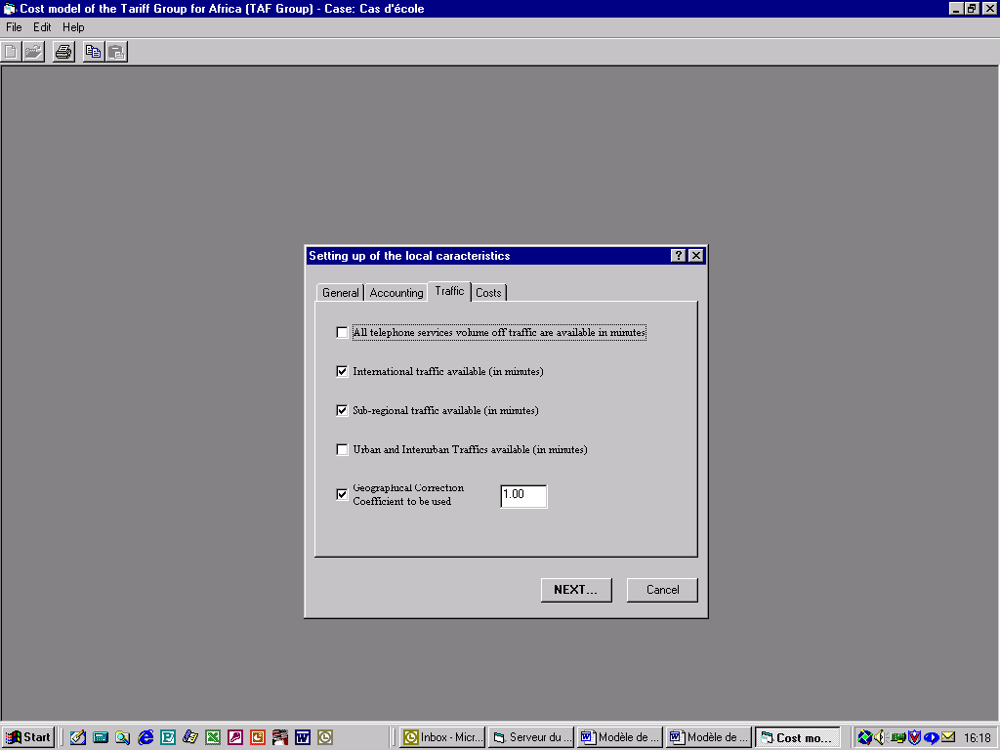 Cost model of the Tariff Group for Africa (TAF Group) - Case: Cas d'école
File Edit Help
Setting up of the local caracteristics
General Accounting Traffic Costs
All telephone services volume off traffic are available in minutes
International traffic available (in minutes)
Sub-regional traffic available (in minutes)
Urban and Interurban Traffics available (in minutes)
Geographical Correction
Coefficient to be used
1.00
NEXT... Cancel
Start Inbox - Micr... Serveur du ... Modèle de ... Modèle de ... Cost mo... 16:18